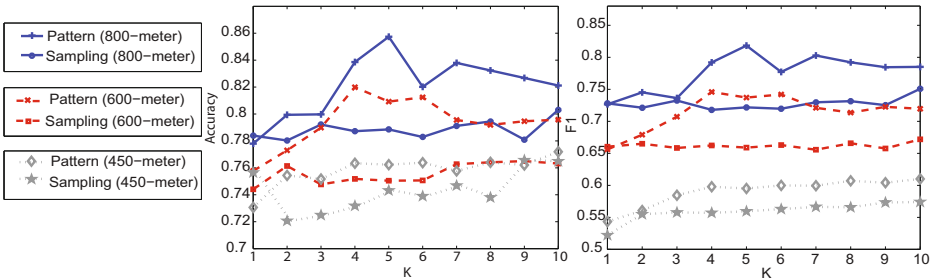 Pattern (800−meter)
Sampling (800−meter)
Pattern (600−meter)
Sampling (600−meter)
Pattern (450−meter)
Sampling (450−meter)
Accuracy
0.86
0.84
0.82
0.8
0.78
0.76
0.74
0.72
0.7
1 2 3 4 5 6 7 8 9 10
K
F1
0.85
0.8
0.75
0.7
0.65
0.6
0.55
0.5
1 2 3 4 5 6 7 8 9 10
K